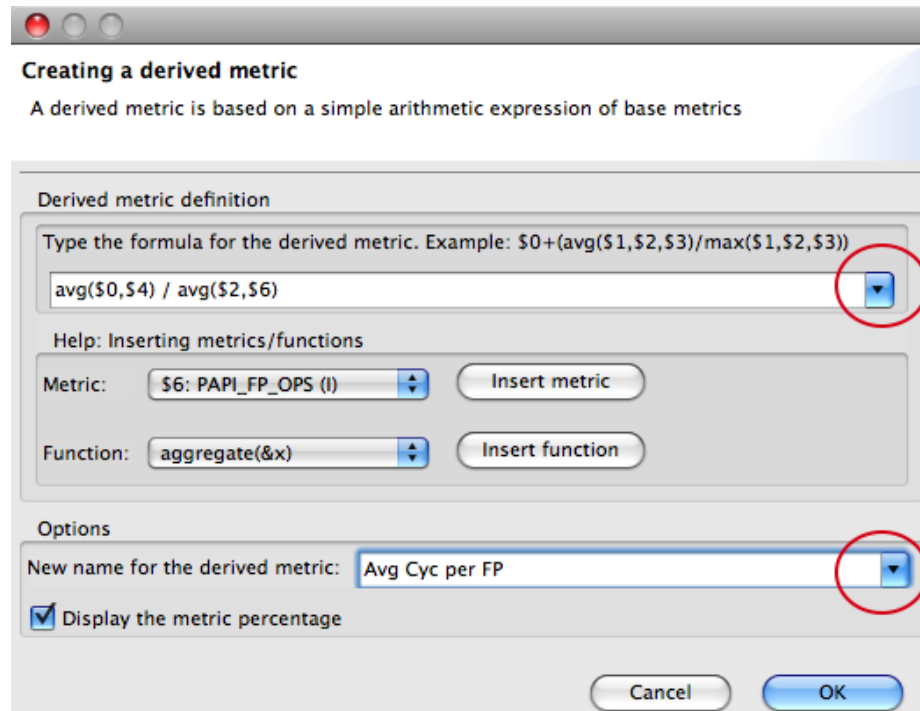 Creating a derived metric
A derived metric is based on a simple arithmetic expression of base metrics
Derived metric definition
Type the formula for the derived metric. Example: $0+(avg($1,$2,$3)/max($1,$2,$3))
avg($0,$4) / avg($2,$6)
Help: Inserting metrics/functions
Metric: $6: PAPI_FP_OPS (I) Insert metric
Function: aggregate(&x) Insert function
Options
New name for the derived metric: Avg Cyc per FP
Display the metric percentage
Cancel OK